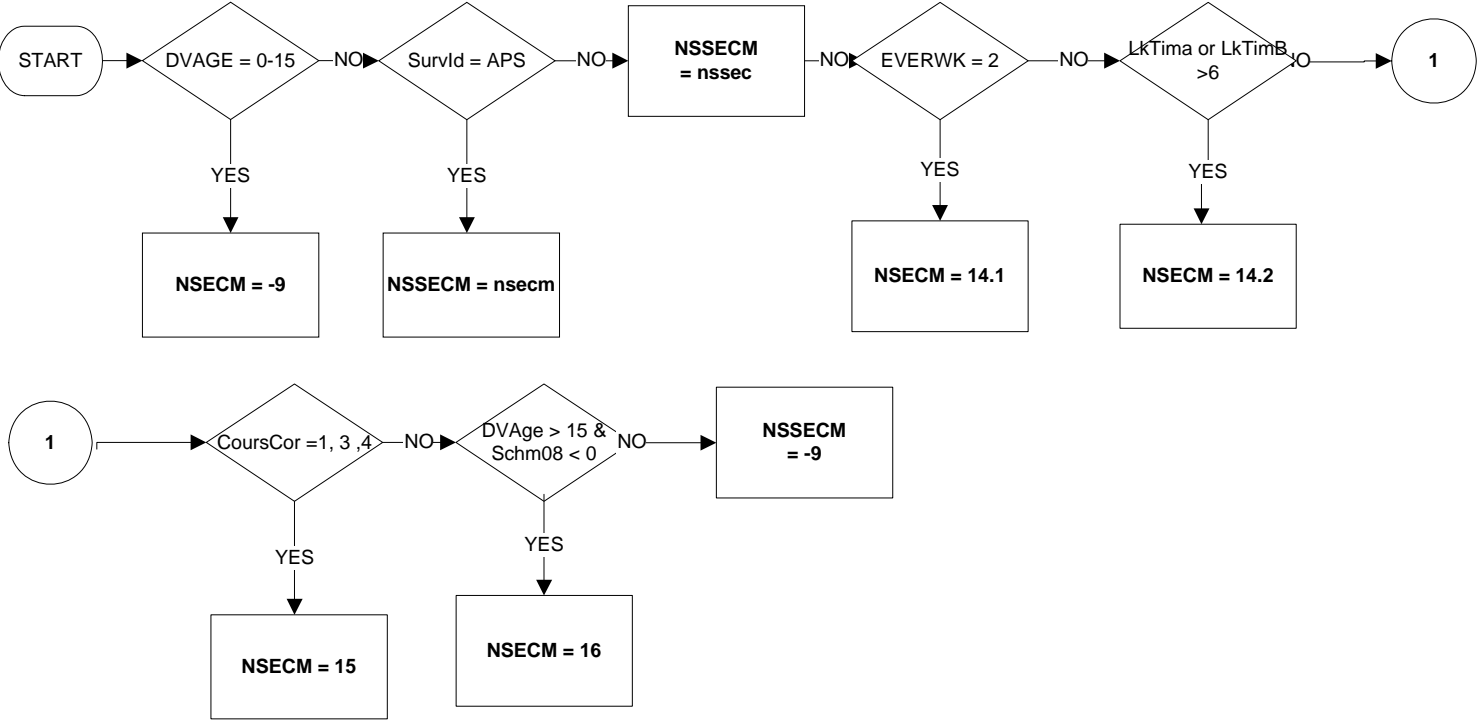 START
DVAGE = 0-15
NO
SurvId = APS
NO
NSSECM
= nssec
NO
EVERWK = 2
NO
LkTima or LkTimB
>6
NO
1
YES
YES
YES
YES
NSECM = -9
NSSECM = nsecm
NSECM = 14.1
NSECM = 14.2
1
CoursCor =1, 3 ,4
NO
DVAge > 15 &
Schm08 < 0
NO
NSSECM
= -9
YES
YES
NSECM = 15
NSECM = 16